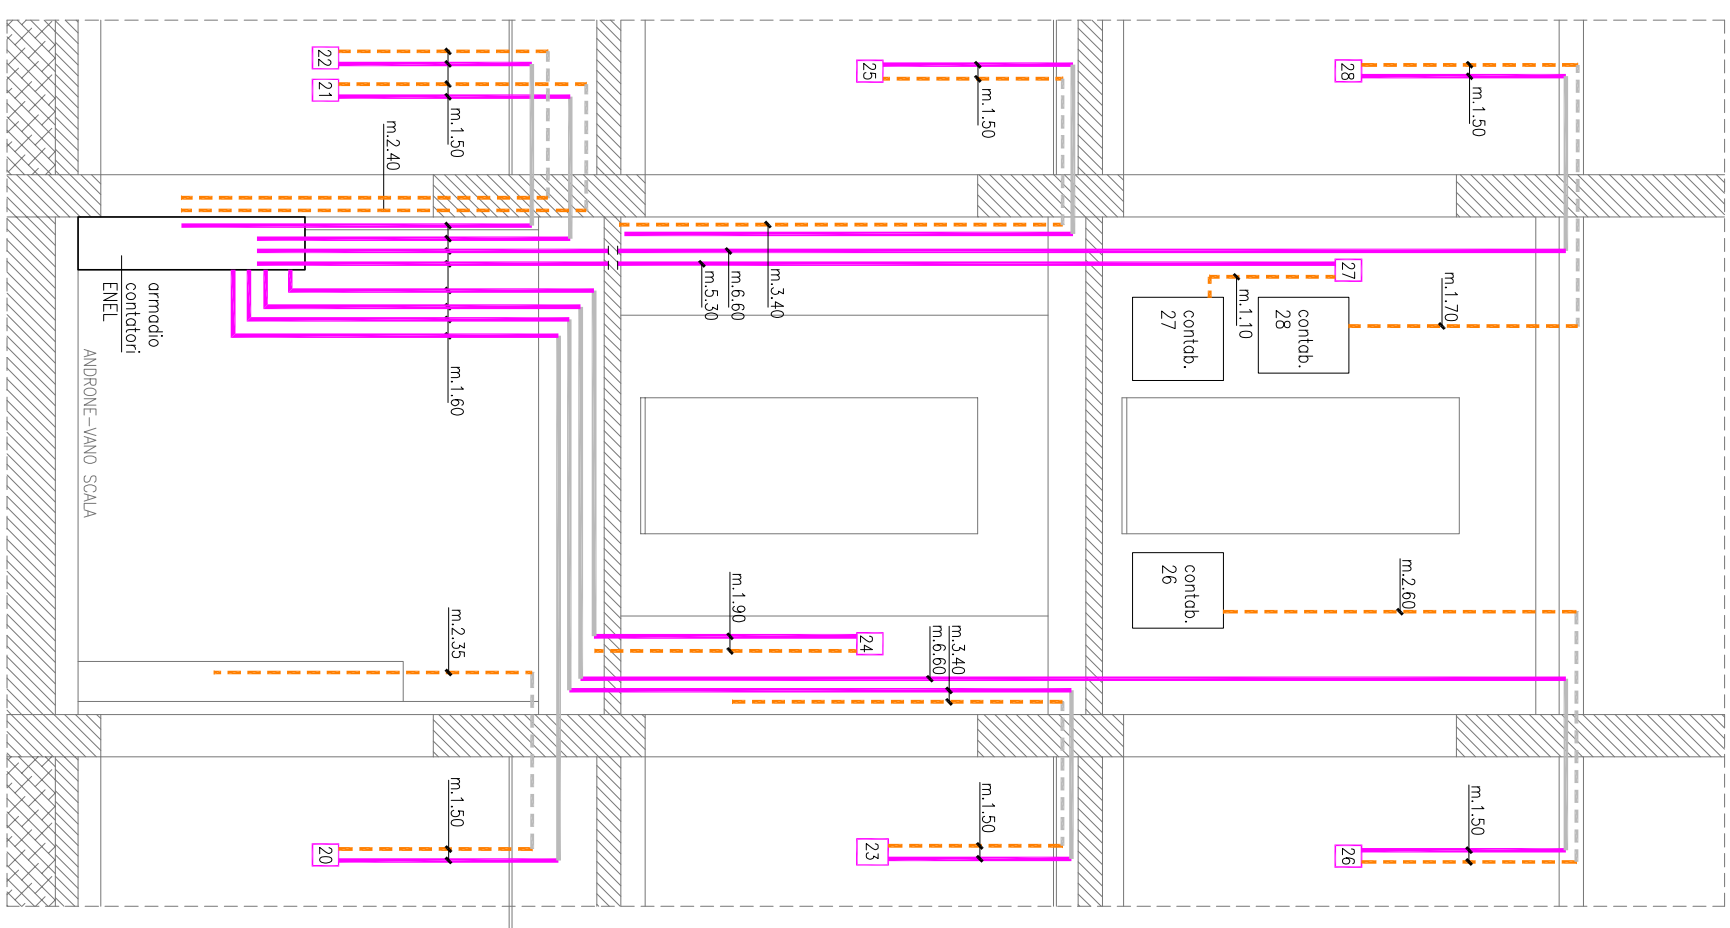 22
21
m.1.50
m.2.40
25
m.1.50
28
m.1.50
m.3.40
m.6.60
m.5.30
27
m.1.10
contab.
27
contab.
28
m.1.70
armadio
contatori
ENEL
m.1.60
ANDRONE-VANO SCALA
contab.
26
m.2.60
m.1.90
24
m.3.40
m.6.60
m.2.35
m.1.50
20
m.1.50
23
m.1.50
26